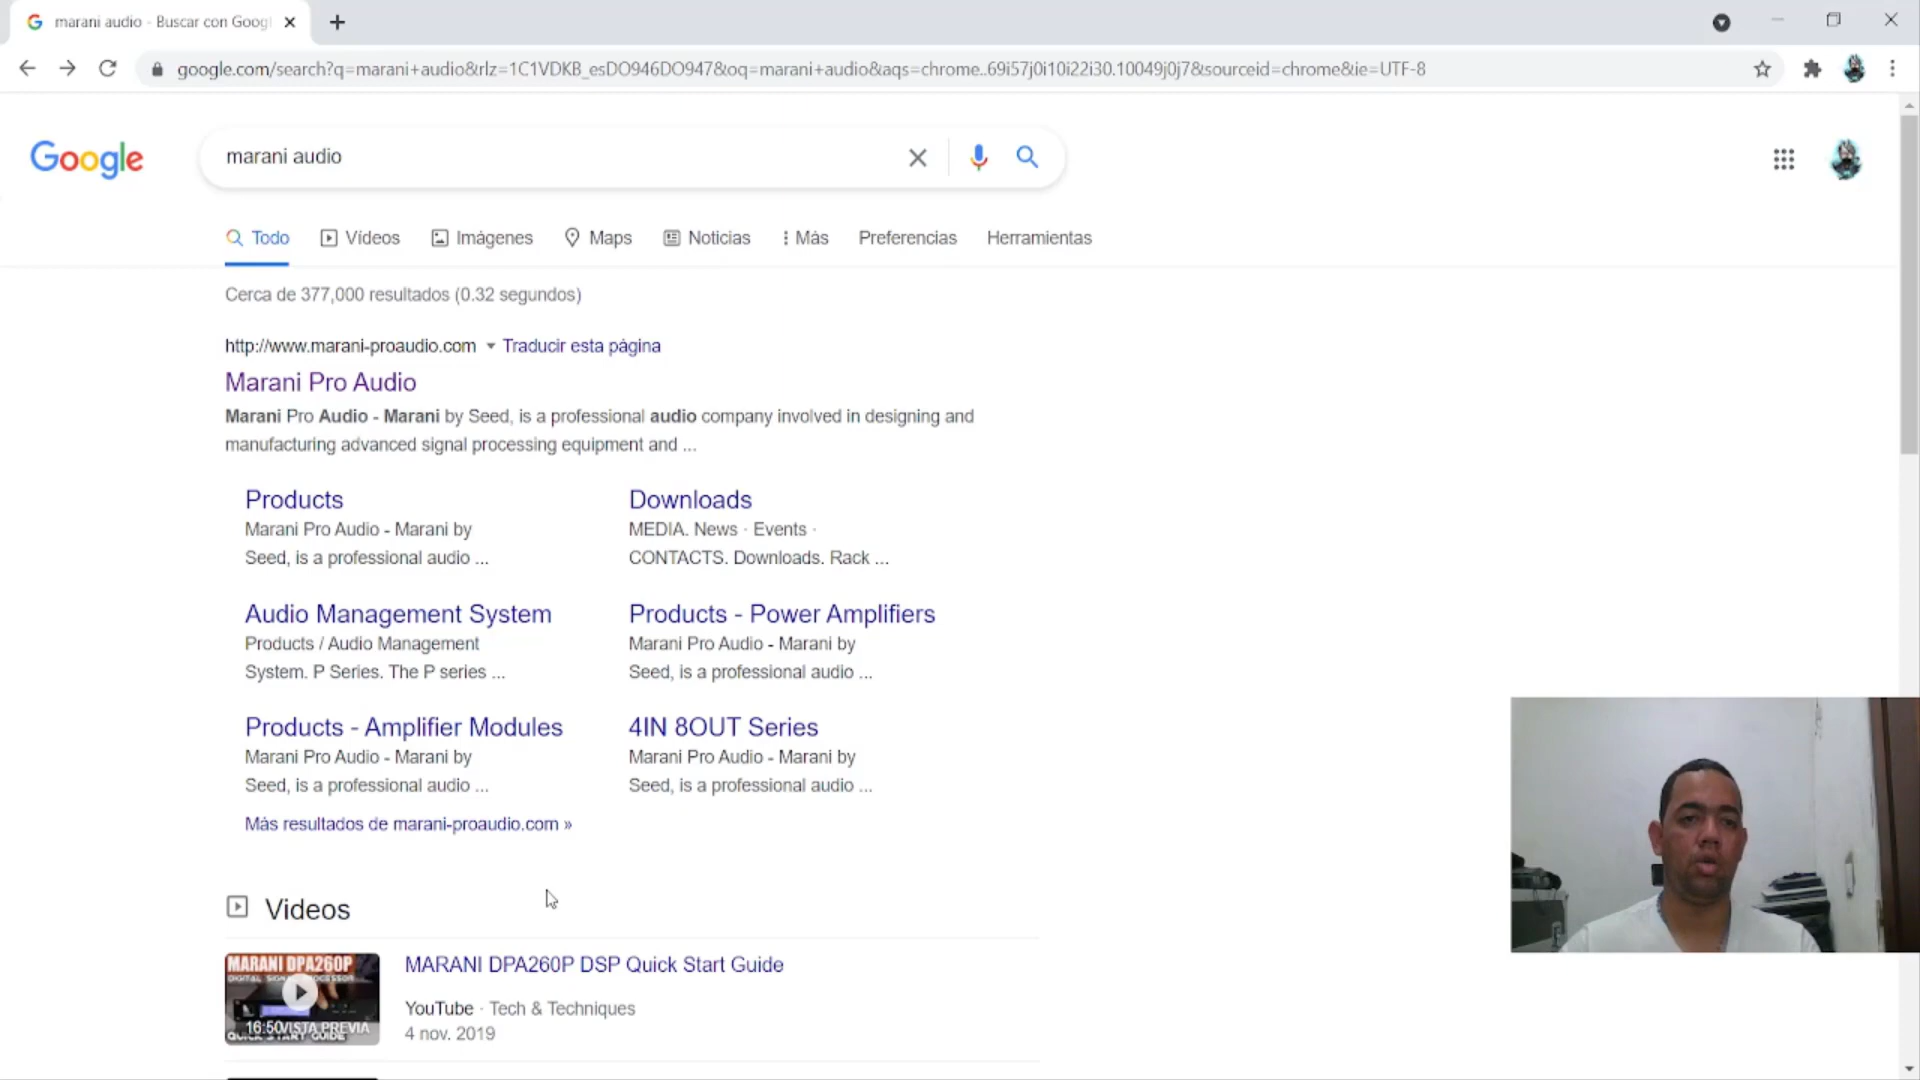 marani audio - Buscar con Googl
google.com/search?q=marani+audio&rlz=1C1VDKB_esDO946DO947&oq=marani+audio&aqs=chrome..69i57j0i10i22i30.10049j0j7&sourceid=chrome&ie=UTF-8
Google
marani audio
Todo Vídeos Imágenes Maps Noticias Más Preferencias Herramientas
Cerca de 377,000 resultados (0.32 segundos)
http://www.marani-proaudio.com Traducir esta página
Marani Pro Audio
Marani Pro Audio - Marani by Seed, is a professional audio company involved in designing and
manufacturing advanced signal processing equipment and ...
Products
Marani Pro Audio - Marani by
Seed, is a professional audio ...
Downloads
MEDIA. News · Events ·
CONTACTS. Downloads. Rack ...
Audio Management System
Products / Audio Management
System. P Series. The P series ...
Products - Power Amplifiers
Marani Pro Audio - Marani by
Seed, is a professional audio ...
Products - Amplifier Modules
Marani Pro Audio - Marani by
Seed, is a professional audio ...
4IN 8OUT Series
Marani Pro Audio - Marani by
Seed, is a professional audio ...
Más resultados de marani-proaudio.com »
Videos
MARANI DPA260P
DIGITAL SIGNAL PROCESSOR
16:50 VISTA PREVIA
QUICK START GUIDE
MARANI DPA260P DSP Quick Start Guide
YouTube · Tech & Techniques
4 nov. 2019